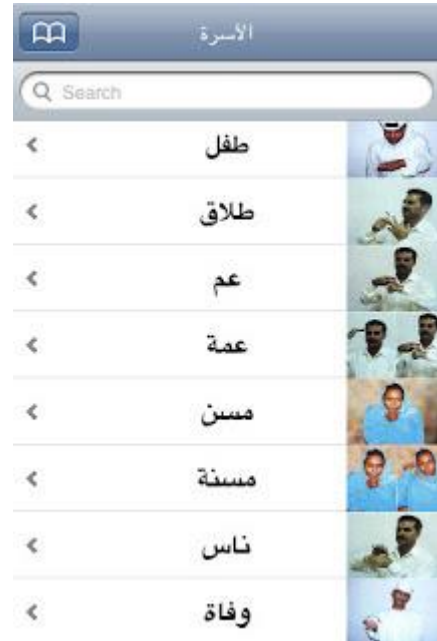 الأسرة
Search
طفل
طلاق
عم
عمة
مسن
مسنة
ناس
وفاة